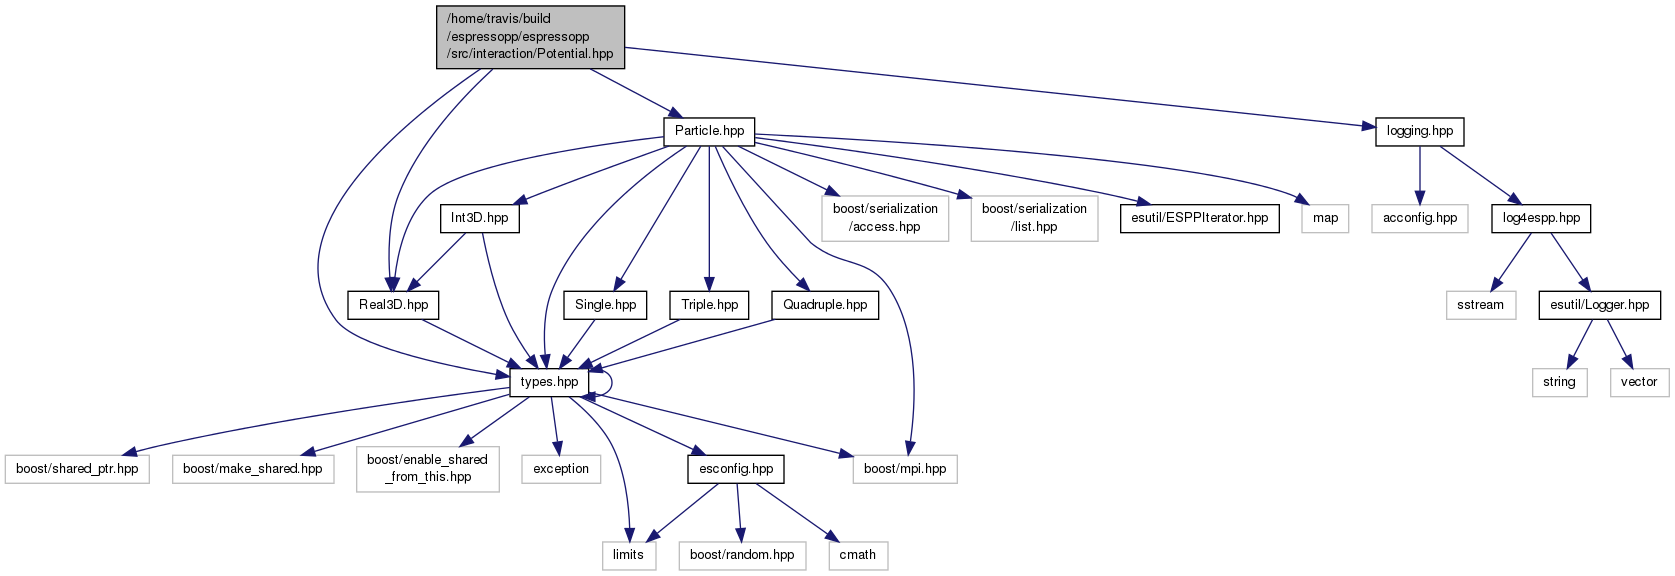 /home/travis/build
/espressopp/espressopp
/src/interaction/Potential.hpp
Particle.hpp
logging.hpp
Int3D.hpp
boost/serialization
/access.hpp
boost/serialization
/list.hpp
esutil/ESPPIterator.hpp
map
acconfig.hpp
log4espp.hpp
Real3D.hpp
Single.hpp
Triple.hpp
Quadruple.hpp
sstream
esutil/Logger.hpp
types.hpp
string
vector
boost/shared_ptr.hpp
boost/make_shared.hpp
boost/enable_shared
_from_this.hpp
exception
esconfig.hpp
boost/mpi.hpp
limits
boost/random.hpp
cmath